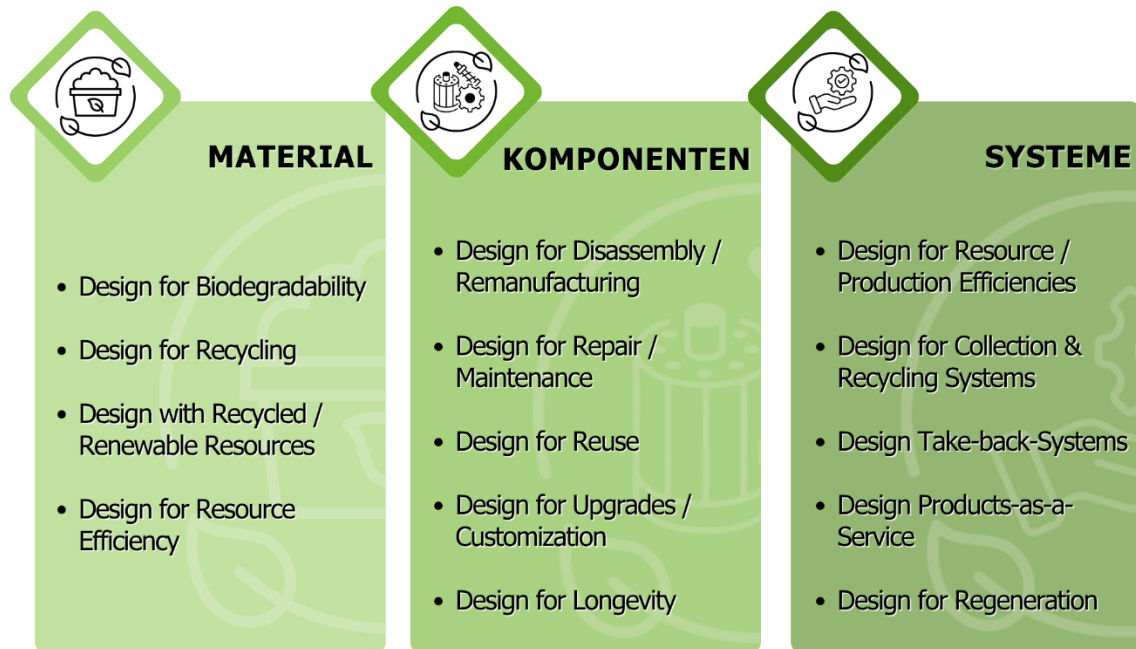 MATERIAL
• Design for Biodegradability
• Design for Recycling
• Design with Recycled /
Renewable Resources
• Design for Resource
Efficiency
KOMPONENTEN
• Design for Disassembly /
Remanufacturing
• Design for Repair /
Maintenance
• Design for Reuse
• Design for Upgrades /
Customization
• Design for Longevity
SYSTEME
• Design for Resource /
Production Efficiencies
• Design for Collection &
Recycling Systems
• Design Take-back-Systems
• Design Products-as-a-
Service
• Design for Regeneration